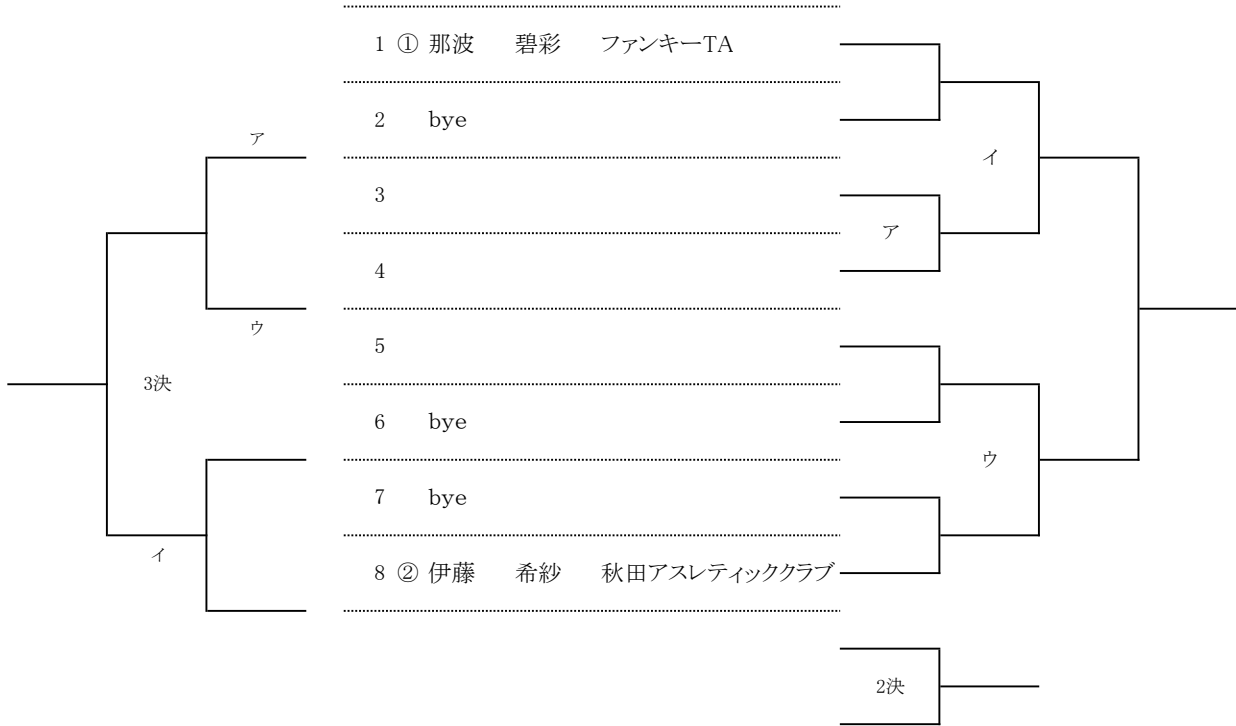 1 ① 那波 碧彩 ファンキーTA
2 bye
ア
イ
3
ア
4
ウ
5
3決
6 bye
ウ
7 bye
イ
8 ② 伊藤 希紗 秋田アスレティッククラブ
2決